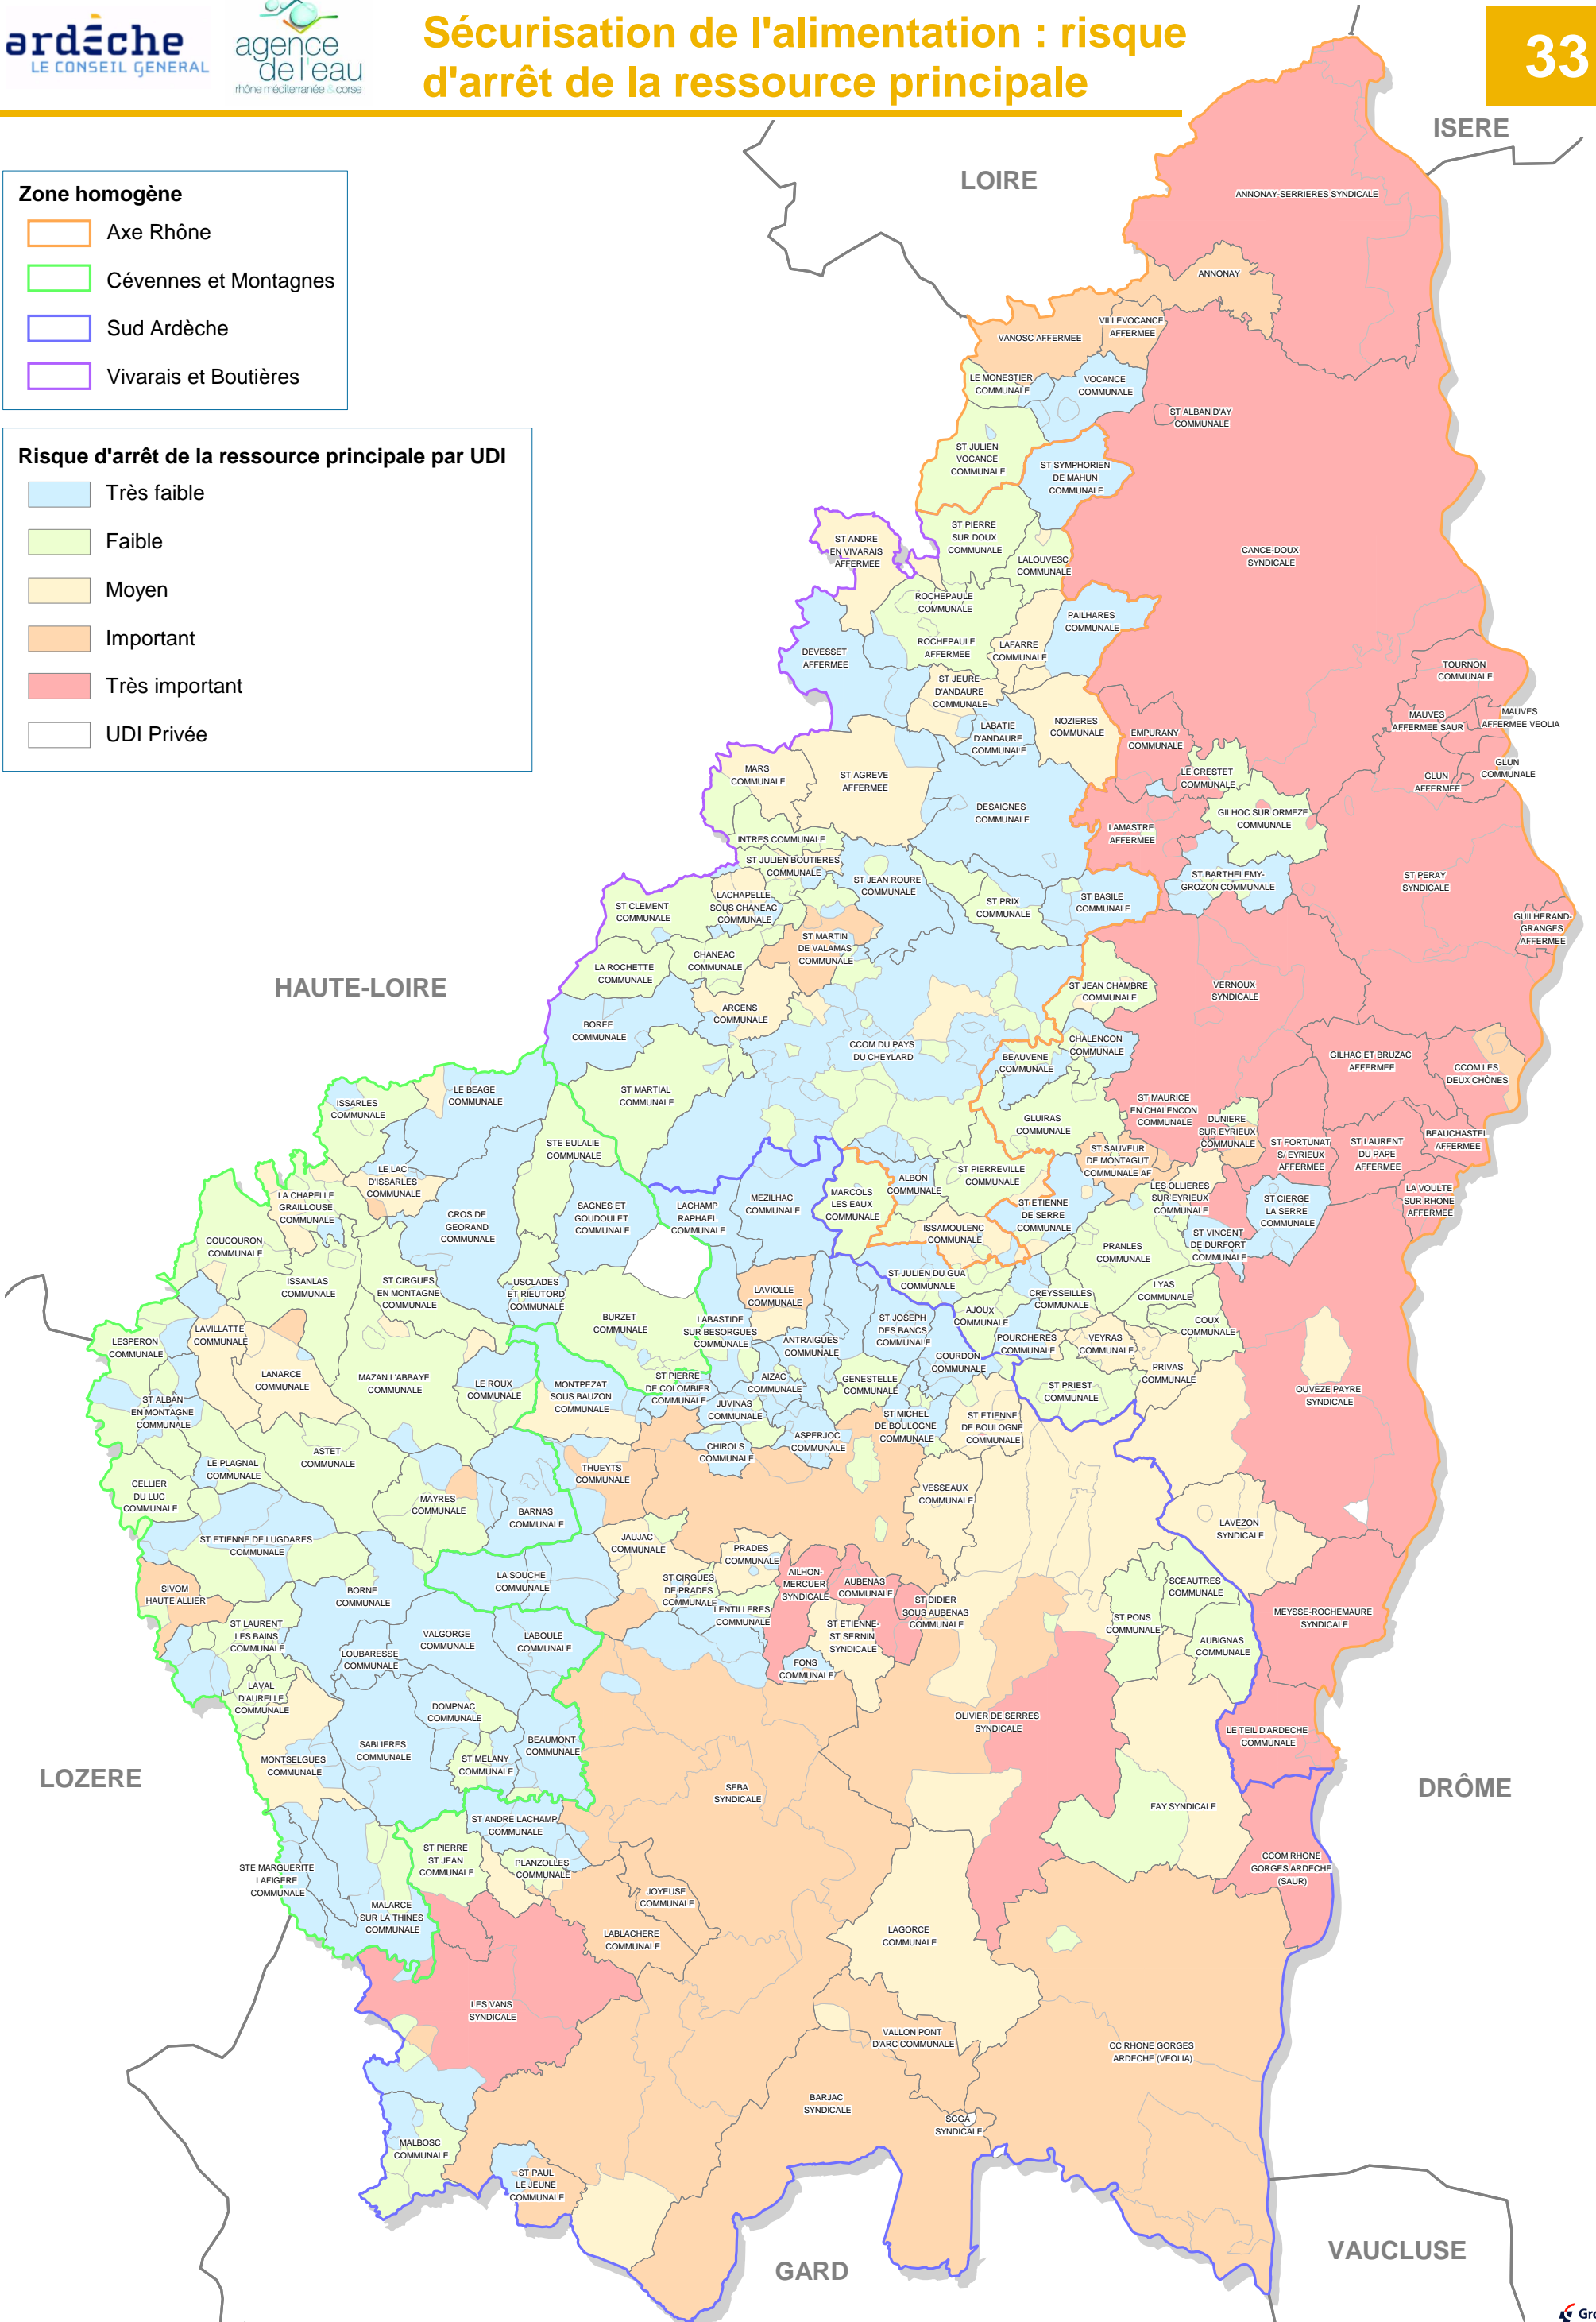 ardèche
LE CONSEIL GENERAL
agence
de l'eau
rhône méditerranée & corse
Sécurisation de l'alimentation : risque
d'arrêt de la ressource principale
33
Zone homogène
Axe Rhône
Cévennes et Montagnes
Sud Ardèche
Vivarais et Boutières
Risque d'arrêt de la ressource principale par UDI
Très faible
Faible
Moyen
Important
Très important
UDI Privée
ISERE
LOIRE
ANNONAY-SERRIERES SYNDICALE
ANNONAY
VILLEVOCANCE
AFFERMEE
VANOSC AFFERMEE
LE MONESTIER
COMMUNALE
VOCANCE
COMMUNALE
ST ALBAN D'AY
COMMUNALE
ST JULIEN
VOCANCE
COMMUNALE
ST SYMPHORIEN
DE MAHUN
COMMUNALE
ST PIERRE
SUR DOUX
COMMUNALE
ST ANDRE
EN VIVARAIS
AFFERMEE
LALOUVESC
COMMUNALE
CANCE-DOUX
SYNDICALE
ROCHEPAULE
COMMUNALE
PAILHARES
COMMUNALE
ROCHEPAULE
AFFERMEE
LAFARRE
COMMUNALE
DEVESSET
AFFERMEE
TOURNON
COMMUNALE
ST JEURE
D'ANDAURE
COMMUNALE
NOZIERES
COMMUNALE
LABATIE
D'ANDAURE
COMMUNALE
MAUVES
AFFERMEE SAUR
MAUVES
AFFERMEE VEOLIA
EMPURANY
COMMUNALE
GLUN
COMMUNALE
GLUN
AFFERMEE
LE CRESTET
COMMUNALE
MARS
COMMUNALE
ST AGREVE
AFFERMEE
DESAIGNES
COMMUNALE
GILHOC SUR ORMEZE
COMMUNALE
LAMASTRE
AFFERMEE
INTRES COMMUNALE
ST JULIEN BOUTIERES
COMMUNALE
ST JEAN ROURE
COMMUNALE
ST BARTHELEMY-
GROZON COMMUNALE
ST PERAY
SYNDICALE
LACHAPELLE
SOUS CHANEAC
COMMUNALE
ST PRIX
COMMUNALE
ST BASILE
COMMUNALE
ST CLEMENT
COMMUNALE
GUILHERAND-
GRANGES
AFFERMEE
ST MARTIN
DE VALAMAS
COMMUNALE
CHANEAC
COMMUNALE
LA ROCHETTE
COMMUNALE
HAUTE-LOIRE
ST JEAN CHAMBRE
COMMUNALE
VERNOUX
SYNDICALE
ARCENS
COMMUNALE
BOREE
COMMUNALE
CCOM DU PAYS
DU CHEYLARD
CHALENCON
COMMUNALE
BEAUVENE
COMMUNALE
GILHAC ET BRUZAC
AFFERMEE
CCOM LES
DEUX CHÔNES
LE BEAGE
COMMUNALE
ST MARTIAL
COMMUNALE
ISSARLES
COMMUNALE
ST MAURICE
EN CHALENCON
COMMUNALE
GLUIRAS
COMMUNALE
DUNIERE
SUR EYRIEUX
COMMUNALE
STE EULALIE
COMMUNALE
ST FORTUNAT
S/ EYRIEUX
AFFERMEE
ST LAURENT
DU PAPE
AFFERMEE
BEAUCHASTEL
AFFERMEE
ST SAUVEUR
DE MONTAGUT
COMMUNALE AF
LE LAC
D'ISSARLES
COMMUNALE
ALBON
COMMUNALE
ST PIERREVILLE
COMMUNALE
LES OLLIERES
SUR EYRIEUX
COMMUNALE
LA VOULTE
SUR RHONE
AFFERMEE
LA CHAPELLE
GRAILLOUSE
COMMUNALE
MEZILHAC
COMMUNALE
MARCOLS
LES EAUX
COMMUNALE
ST CIERGE
LA SERRE
COMMUNALE
SAGNES ET
GOUDOULET
COMMUNALE
LACHAMP
RAPHAEL
COMMUNALE
ST ETIENNE
DE SERRE
COMMUNALE
CROS DE
GEORAND
COMMUNALE
ISSAMOULENC
COMMUNALE
ST VINCENT
DE DURFORT
COMMUNALE
COUCOURON
COMMUNALE
PRANLES
COMMUNALE
ISSANLAS
COMMUNALE
ST CIRGUES
EN MONTAGNE
COMMUNALE
USCLADES
ET RIEUTORD
COMMUNALE
LAVIOLLE
COMMUNALE
ST JULIEN DU GUA
COMMUNALE
CREYSSEILLES
COMMUNALE
LYAS
COMMUNALE
BURZET
COMMUNALE
LABASTIDE
SUR BESORGUES
COMMUNALE
ST JOSEPH
DES BANCS
COMMUNALE
AJOUX
COMMUNALE
COUX
COMMUNALE
LAVILLATTE
COMMUNALE
LESPERON
COMMUNALE
ANTRAIGUES
COMMUNALE
POURCHERES
COMMUNALE
VEYRAS
COMMUNALE
GOURDON
COMMUNALE
PRIVAS
COMMUNALE
LANARCE
COMMUNALE
MAZAN L'ABBAYE
COMMUNALE
LE ROUX
COMMUNALE
MONTPEZAT
SOUS BAUZON
COMMUNALE
ST PIERRE
DE COLOMBIER
COMMUNALE
AIZAC
COMMUNALE
GENESTELLE
COMMUNALE
ST PRIEST
COMMUNALE
OUVEZE PAYRE
SYNDICALE
ST ALBAN
EN MONTAGNE
COMMUNALE
JUVINAS
COMMUNALE
ST MICHEL
DE BOULOGNE
COMMUNALE
ST ETIENNE
DE BOULOGNE
COMMUNALE
ASPERJOC
COMMUNALE
CHIROLS
COMMUNALE
ASTET
COMMUNALE
LE PLAGNAL
COMMUNALE
THUEYTS
COMMUNALE
CELLIER
DU LUC
COMMUNALE
VESSEAUX
COMMUNALE
MAYRES
COMMUNALE
BARNAS
COMMUNALE
LAVEZON
SYNDICALE
ST ETIENNE DE LUGDARES
COMMUNALE
JAUJAC
COMMUNALE
PRADES
COMMUNALE
LA SOUCHE
COMMUNALE
ST CIRGUES
DE PRADES
COMMUNALE
AILHON-
MERCUER
SYNDICALE
AUBENAS
COMMUNALE
SCEAUTRES
COMMUNALE
SIVOM
HAUTE ALLIER
BORNE
COMMUNALE
ST DIDIER
SOUS AUBENAS
COMMUNALE
LENTILLERES
COMMUNALE
ST PONS
COMMUNALE
MEYSSE-ROCHEMAURE
SYNDICALE
ST LAURENT
LES BAINS
COMMUNALE
ST ETIENNE-
ST SERNIN
SYNDICALE
VALGORGE
COMMUNALE
LABOULE
COMMUNALE
AUBIGNAS
COMMUNALE
LOUBARESSE
COMMUNALE
FONS
COMMUNALE
LAVAL
D'AURELLE
COMMUNALE
DOMPNAC
COMMUNALE
OLIVIER DE SERRES
SYNDICALE
LE TEIL D'ARDECHE
COMMUNALE
SABLIERES
COMMUNALE
BEAUMONT
COMMUNALE
MONTSELGUES
COMMUNALE
ST MELANY
COMMUNALE
LOZERE
SEBA
SYNDICALE
DRÔME
FAY SYNDICALE
ST ANDRE LACHAMP
COMMUNALE
ST PIERRE
ST JEAN
COMMUNALE
PLANZOLLES
COMMUNALE
CCOM RHONE
GORGES ARDECHE
(SAUR)
STE MARGUERITE
LAFIGERE
COMMUNALE
JOYEUSE
COMMUNALE
MALARCE
SUR LA THINES
COMMUNALE
LABLACHERE
COMMUNALE
LAGORCE
COMMUNALE
LES VANS
SYNDICALE
VALLON PONT
D'ARC COMMUNALE
CC RHONE GORGES
ARDECHE (VEOLIA)
BARJAC
SYNDICALE
SGGA
SYNDICALE
MALBOSC
COMMUNALE
ST PAUL
LE JEUNE
COMMUNALE
VAUCLUSE
GARD